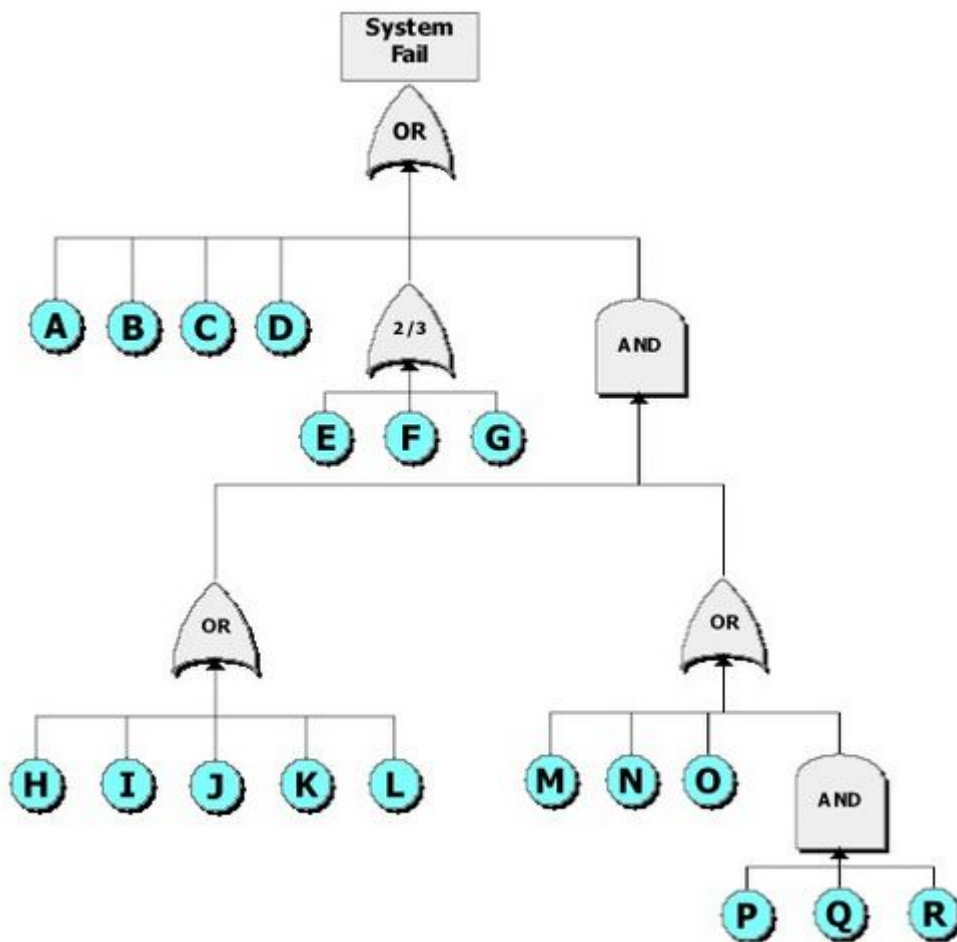 System
Fail
OR
A B C D
2/3
AND
E F G
OR
OR
H I J K L
M N O
AND
P Q R